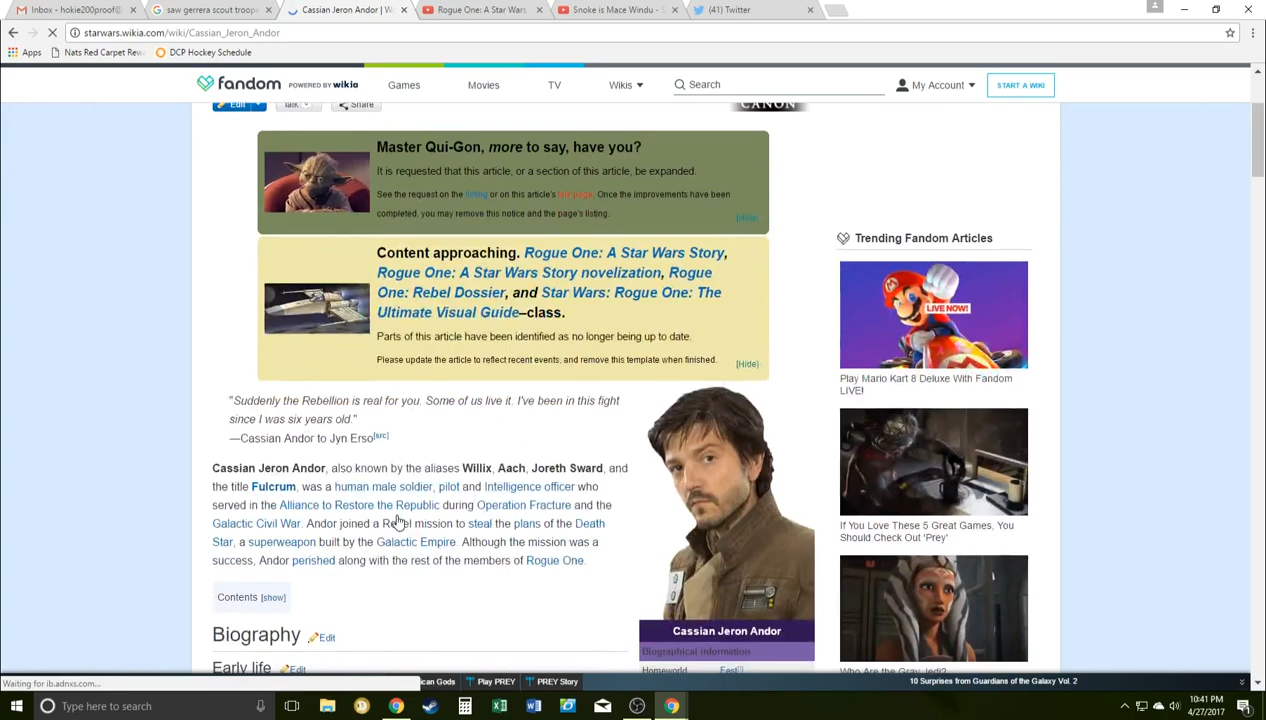 Inbox - hokie200proof@
saw gerrera scout troope
Cassian Jeron Andor | W
Rogue One: A Star Wars
Snoke is Mace Windu - S
(41) Twitter
starwars.wikia.com/wiki/Cassian_Jeron_Andor
Apps
Nats Red Carpet Rew
DCP Hockey Schedule
fandom POWERED BY wikia
Games
Movies
TV
Wikis
Search
My Account
START A WIKI
Edit
Talk
Share
CANON
Master Qui-Gon, more to say, have you?
It is requested that this article, or a section of this article, be expanded.
See the request on the listing or on this article's talk page. Once the improvements have been
completed, you may remove this notice and the page's listing.
[Hide]
Content approaching. Rogue One: A Star Wars Story,
Rogue One: A Star Wars Story novelization, Rogue
One: Rebel Dossier, and Star Wars: Rogue One: The
Ultimate Visual Guide–class.
Parts of this article have been identified as no longer being up to date.
Please update the article to reflect recent events, and remove this template when finished.
[Hide]
"Suddenly the Rebellion is real for you. Some of us live it. I've been in this fight
since I was six years old."
—Cassian Andor to Jyn Erso[src]
Cassian Jeron Andor, also known by the aliases Willix, Aach, Joreth Sward, and
the title Fulcrum, was a human male soldier, pilot and Intelligence officer who
served in the Alliance to Restore the Republic during Operation Fracture and the
Galactic Civil War. Andor joined a Rebel mission to steal the plans of the Death
Star, a superweapon built by the Galactic Empire. Although the mission was a
success, Andor perished along with the rest of the members of Rogue One.
Contents [show]
Biography
Edit
Early life
Edit
Cassian Jeron Andor
Biographical information
Homeworld
Fest[1]
Trending Fandom Articles
LIVE NOW!
Play Mario Kart 8 Deluxe With Fandom
LIVE!
If You Love These 5 Great Games, You
Should Check Out 'Prey'
Who Are the Gray Jedi?
Waiting for ib.adnxs.com...
ican Gods
Play PREY
PREY Story
10 Surprises from Guardians of the Galaxy Vol. 2
Type here to search
10:41 PM
4/27/2017